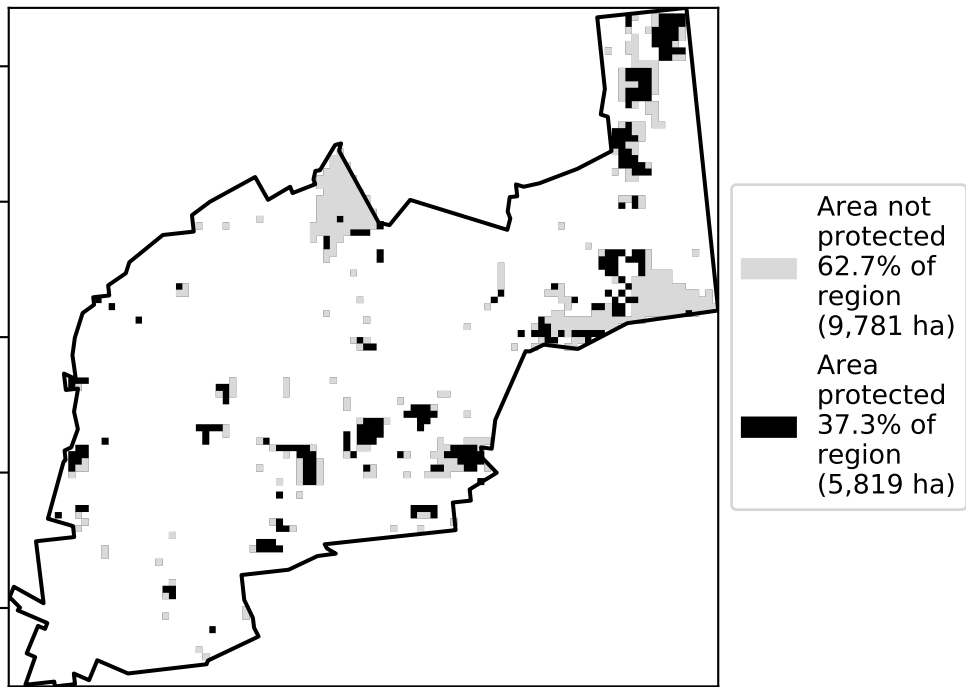 Area not
protected
62.7% of
region
(9,781 ha)
Area
protected
37.3% of
region
(5,819 ha)